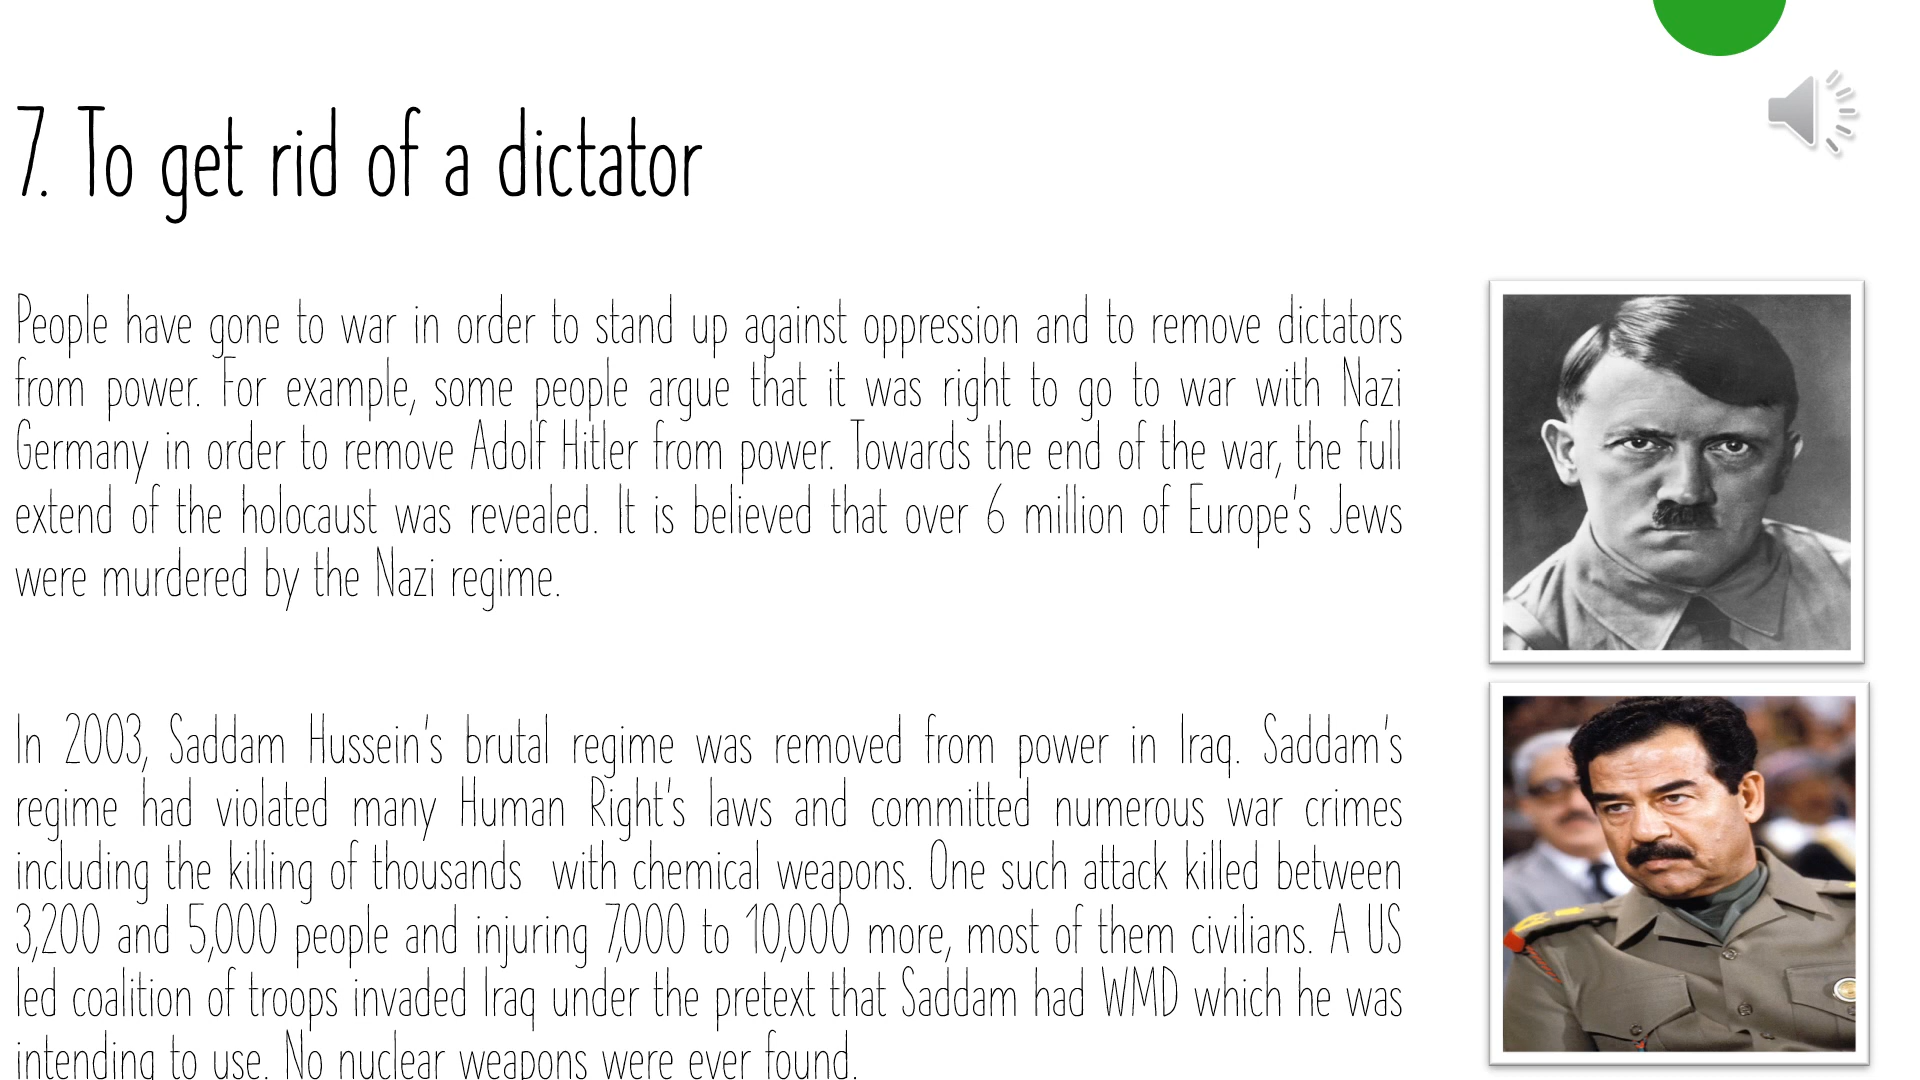 7. To get rid of a dictator
People have gone to war in order to stand up against oppression and to remove dictators
from power. For example, some people argue that it was right to go to war with Nazi
Germany in order to remove Adolf Hitler from power. Towards the end of the war, the full
extend of the holocaust was revealed. It is believed that over 6 million of Europe's Jews
were murdered by the Nazi regime.
In 2003, Saddam Hussein's brutal regime was removed from power in Iraq. Saddam's
regime had violated many Human Right's laws and committed numerous war crimes
including the killing of thousands  with chemical weapons. One such attack killed between
3,200 and 5,000 people and injuring 7,000 to 10,000 more, most of them civilians. A US
led coalition of troops invaded Iraq under the pretext that Saddam had WMD which he was
intending to use. No nuclear weapons were ever found.